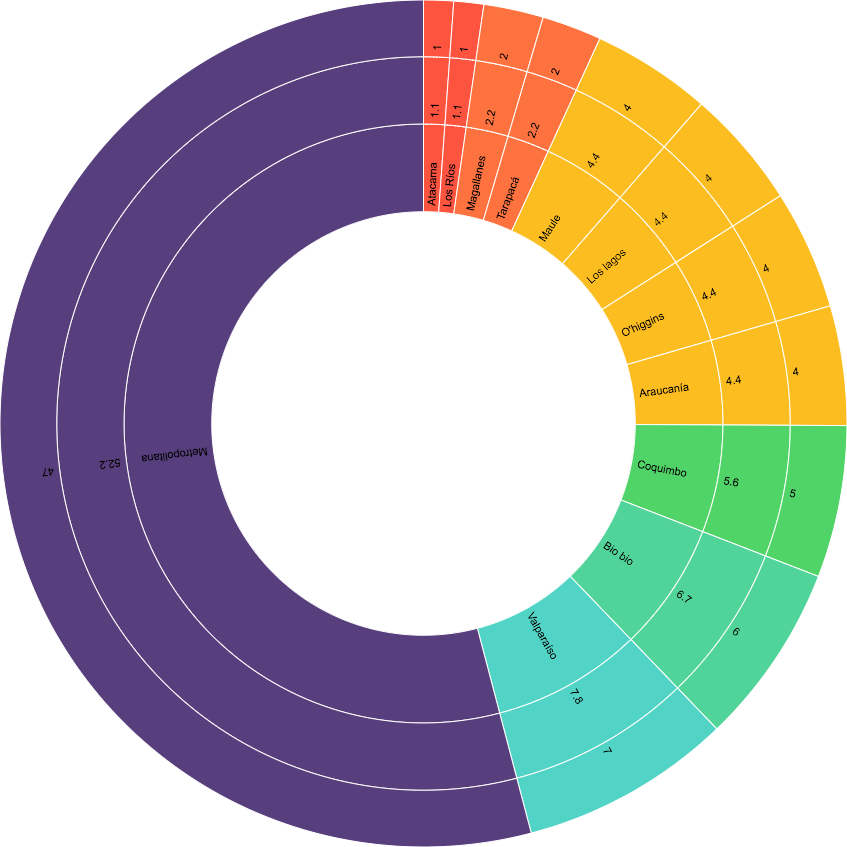 1
1.1
Atacama
1
1.1
Los Ríos
2
2.2
Magallanes
2
2.2
Tarapacá
4
4.4
Maule
4
4.4
Los lagos
4
4.4
O'higgins
4
4.4
Araucanía
5
5.6
Coquimbo
6
6.7
Bio bio
7
7.8
Valparaíso
47
52.2
Metropolitana